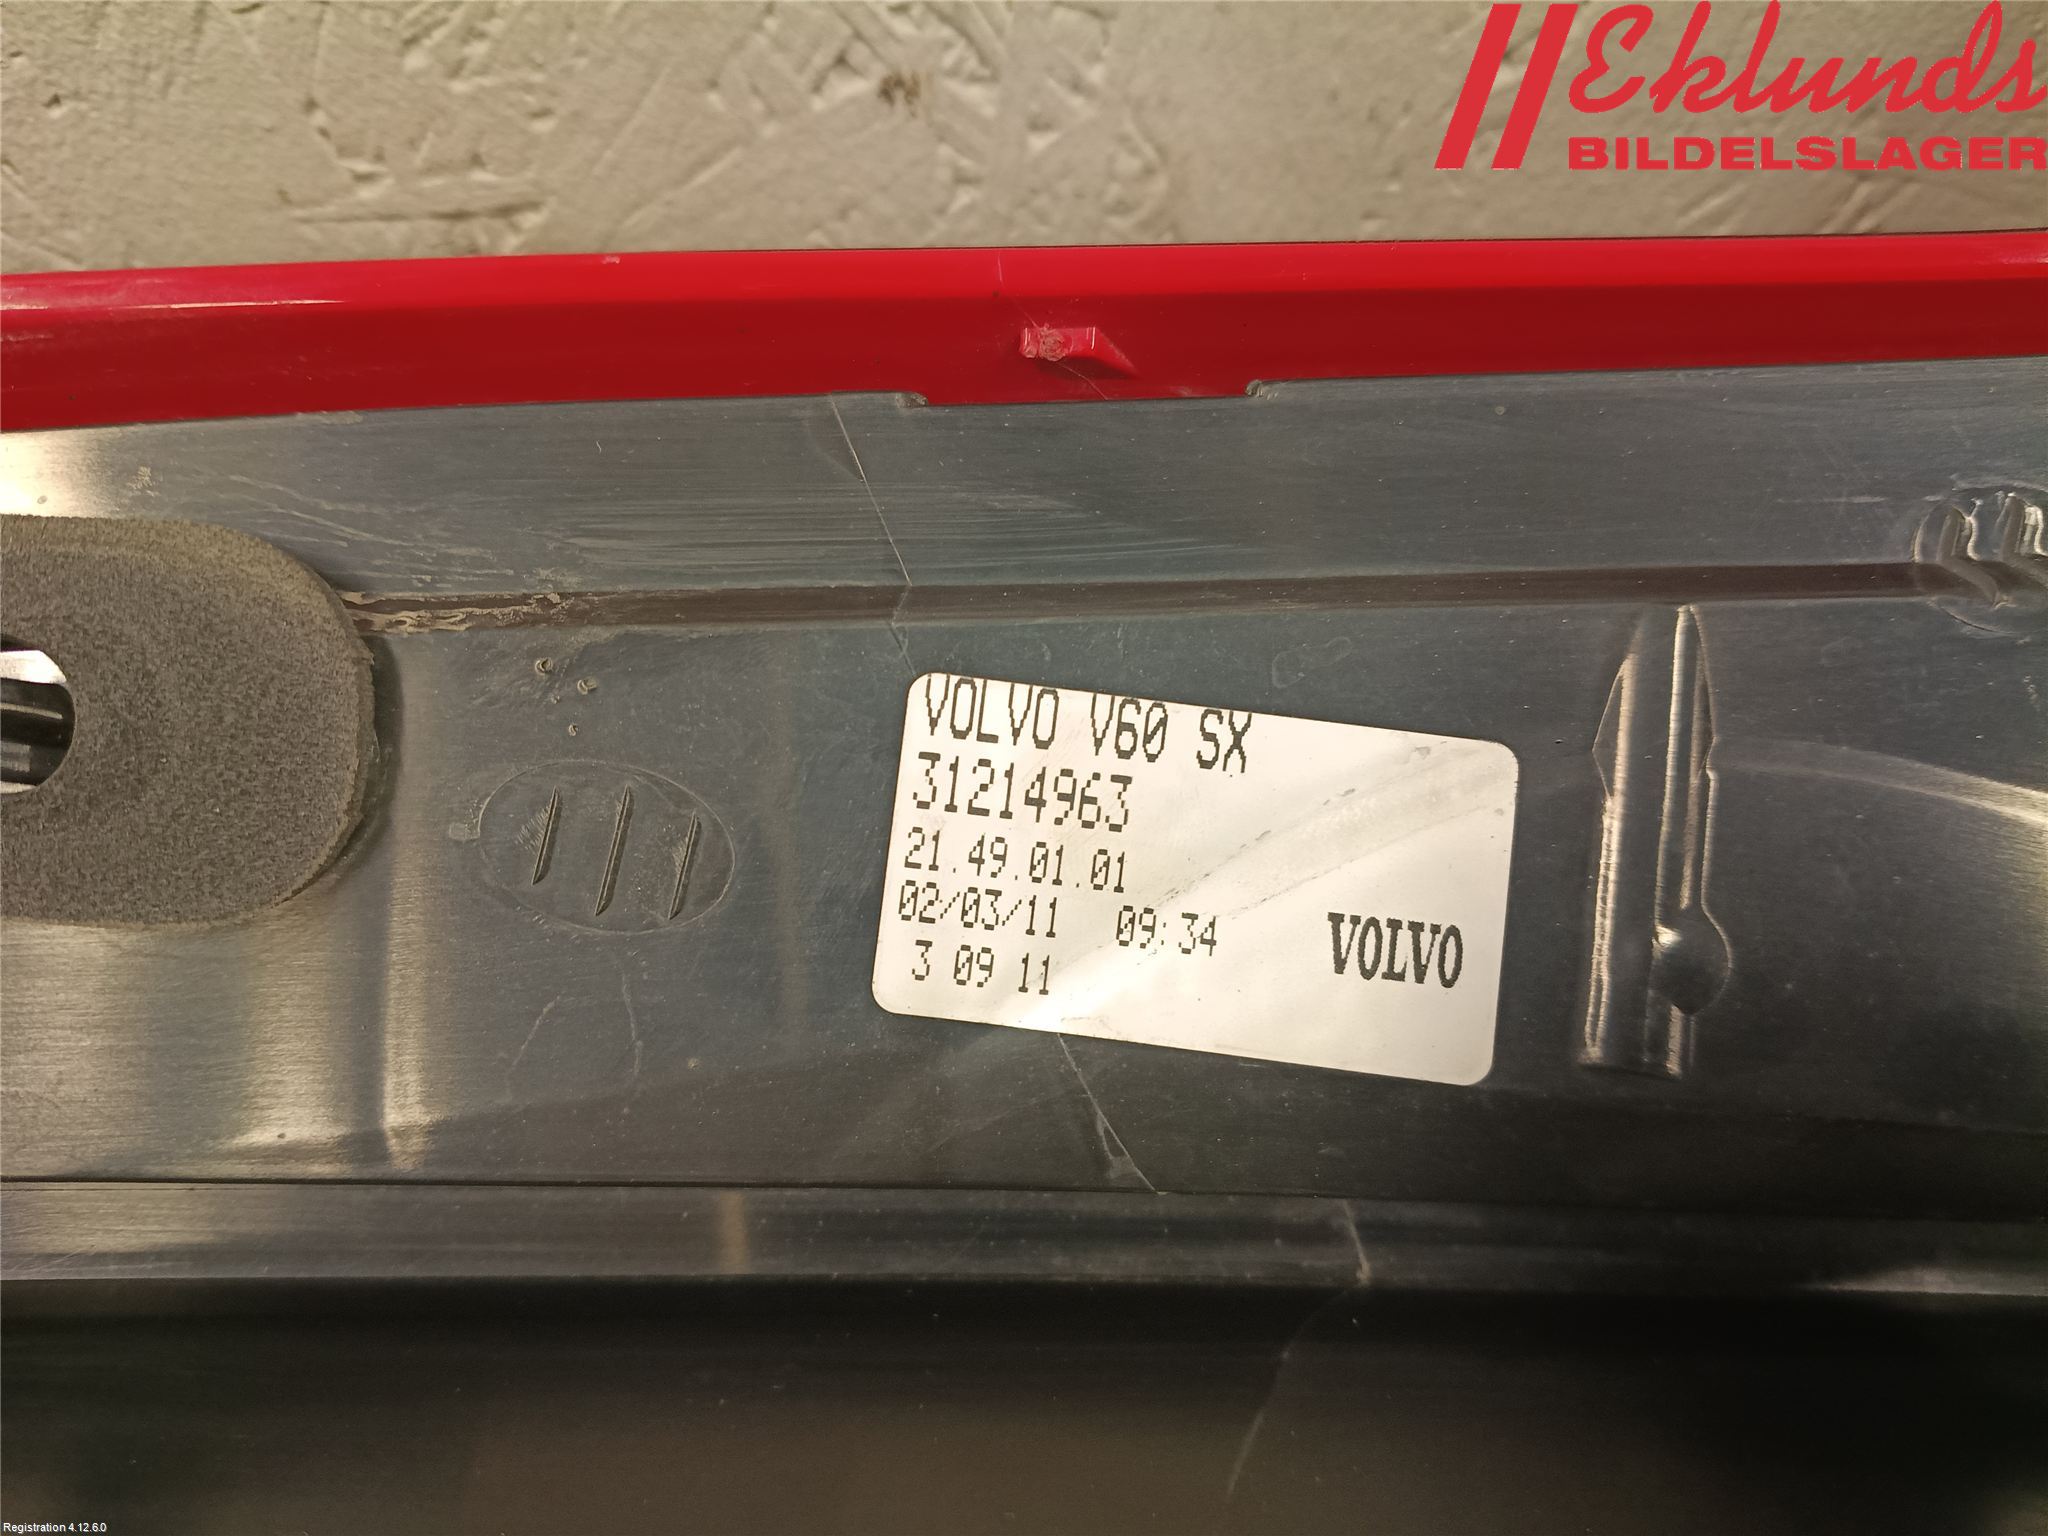 Eklunds
BILDELSLAGER
VOLVO V60 SX
31214963
21.49.01.01
02/03/11 09:34
3 09 11
VOLVO
Registration 4.12.6.0